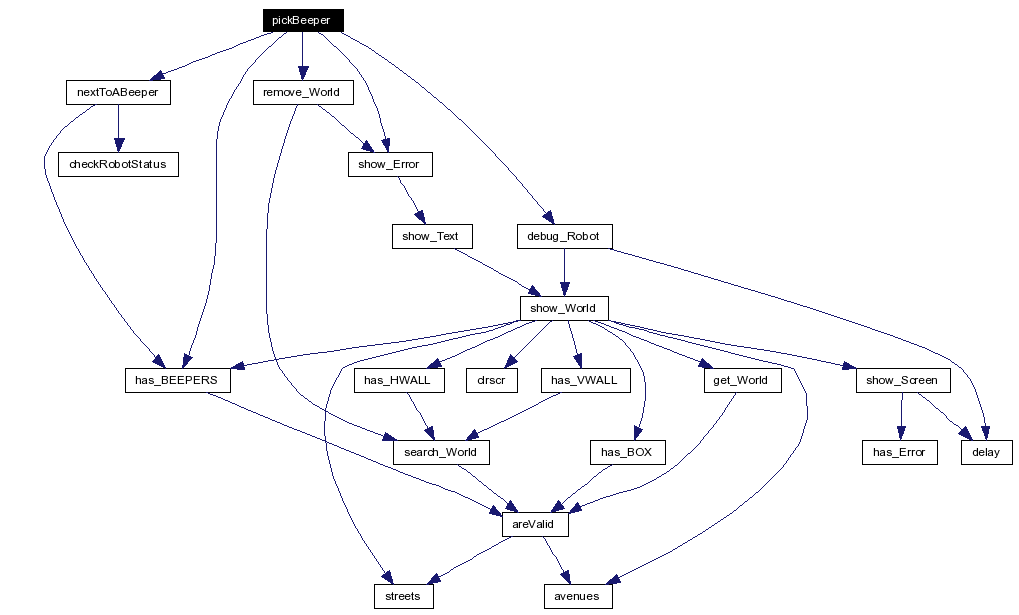 pickBeeper
nextToABeeper
remove_World
checkRobotStatus
show_Error
show_Text
debug_Robot
show_World
has_BEEPERS
has_HWALL
clrscr
has_VWALL
get_World
show_Screen
search_World
has_BOX
has_Error
delay
areValid
streets
avenues